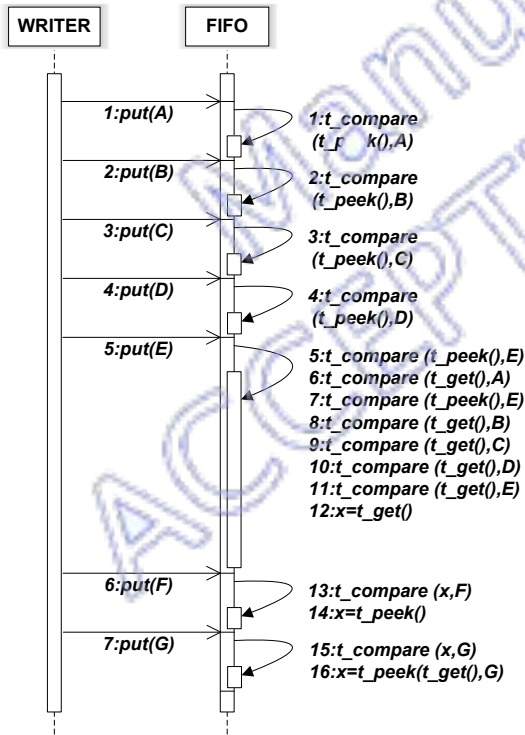 WRITER FIFO
1:put(A)
1:t_compare
(t_peek(),A)
2:put(B)
2:t_compare
(t_peek(),B)
3:put(C)
3:t_compare
(t_peek(),C)
4:put(D)
4:t_compare
(t_peek(),D)
5:put(E)
5:t_compare (t_peek(),E)
6:t_compare (t_get(),A)
7:t_compare (t_peek(),E)
8:t_compare (t_get(),B)
9:t_compare (t_get(),C)
10:t_compare (t_get(),D)
11:t_compare (t_get(),E)
12:x=t_get()
6:put(F)
13:t_compare (x,F)
14:x=t_peek()
7:put(G)
15:t_compare (x,G)
16:x=t_peek(t_get(),G)